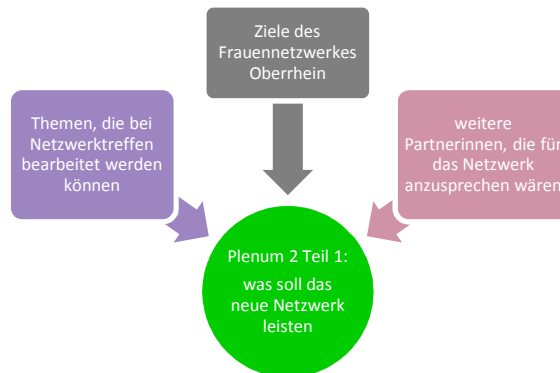 Ziele des
Frauennetzwerkes
Oberrhein
Themen, die bei
Netzwerktreffen
bearbeitet werden
können
weitere
Partnerinnen, die für
das Netzwerk
anzusprechen wären
Plenum 2 Teil 1:
was soll das
neue Netzwerk
leisten